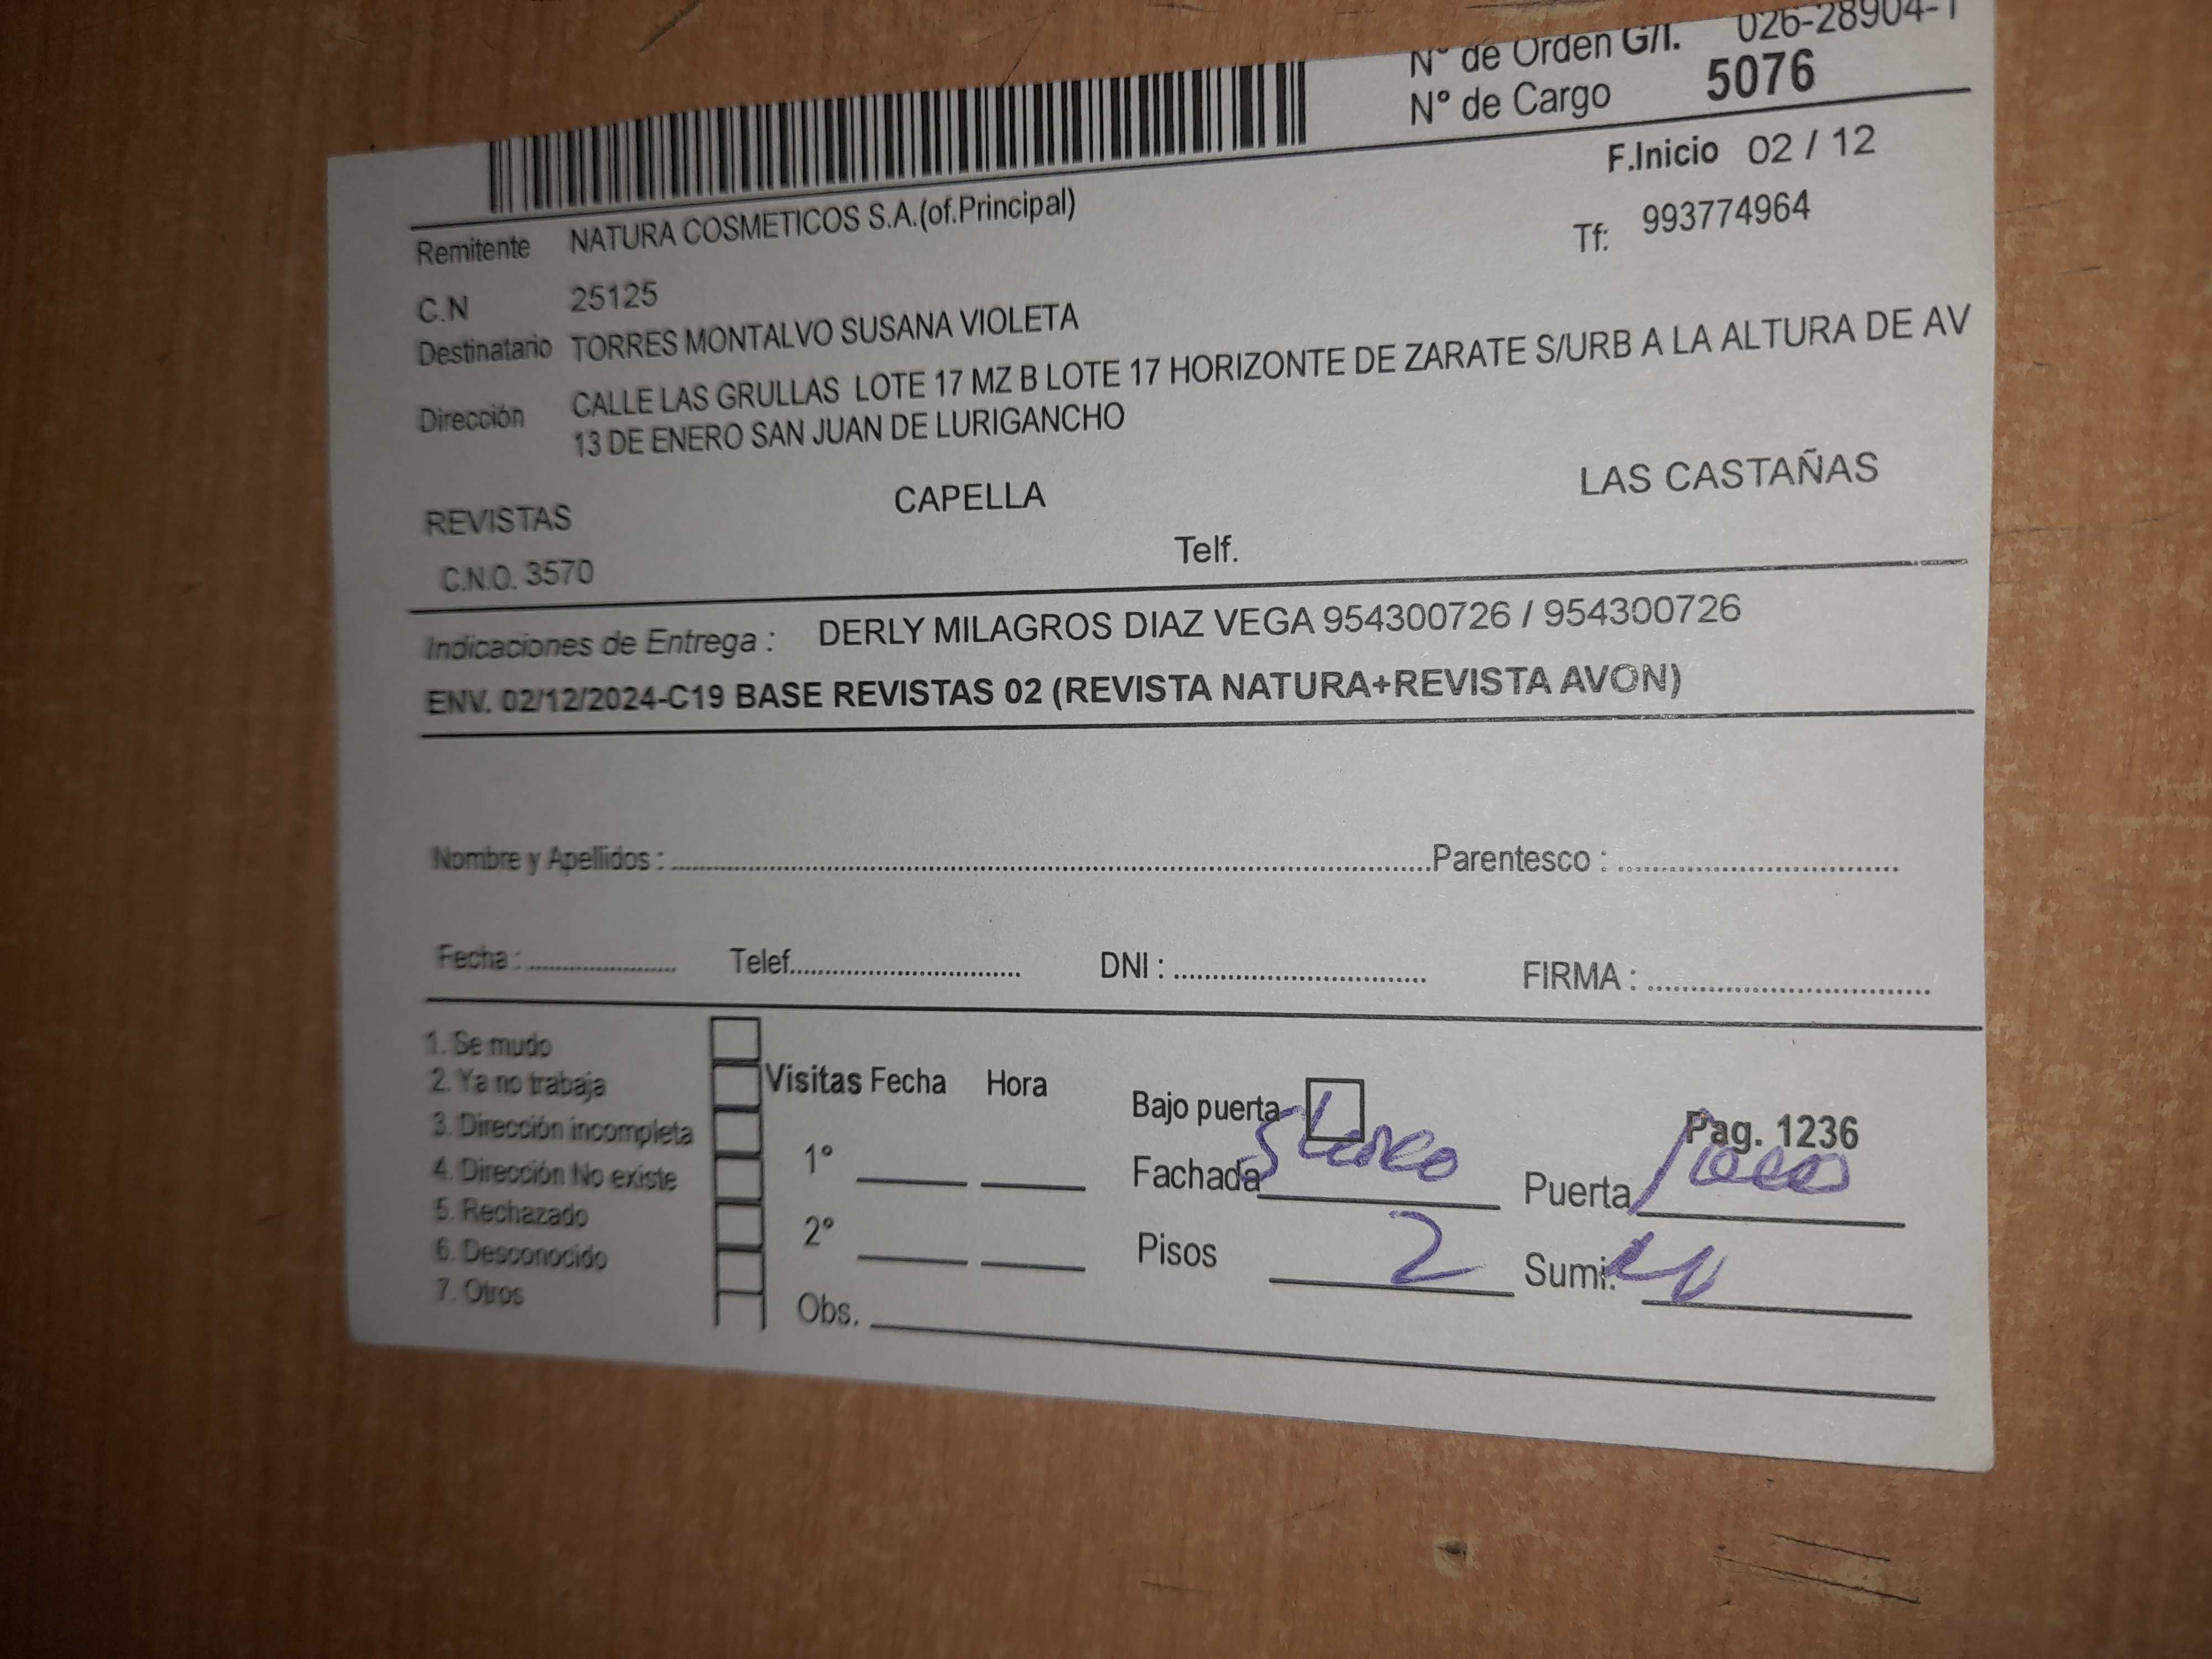 Nº de Orden G/I. 026-28904-1
Nº de Cargo 5076
F.Inicio 02 / 12
Remitente NATURA COSMETICOS S.A.(of.Principal)
Tf: 993774964
C.N 25125
Destinatario TORRES MONTALVO SUSANA VIOLETA
Dirección CALLE LAS GRULLAS LOTE 17 MZ B LOTE 17 HORIZONTE DE ZARATE S/URB A LA ALTURA DE AV
13 DE ENERO SAN JUAN DE LURIGANCHO
REVISTAS CAPELLA LAS CASTAÑAS
C.N.O. 3570 Telf.
Indicaciones de Entrega : DERLY MILAGROS DIAZ VEGA 954300726 / 954300726
ENV. 02/12/2024-C19 BASE REVISTAS 02 (REVISTA NATURA+REVISTA AVON)
Nombre y Apellidos : Parentesco :
Fecha : Telef. DNI : FIRMA :
1. Se mudo
2. Ya no trabaja
3. Dirección incompleta
4. Dirección No existe
5. Rechazado
6. Desconocido
7. Otros
Visitas Fecha Hora
1º
2º
Obs.
Bajo puerta
Pag. 1236
Fachada Puerta
Pisos 2 Sumi.